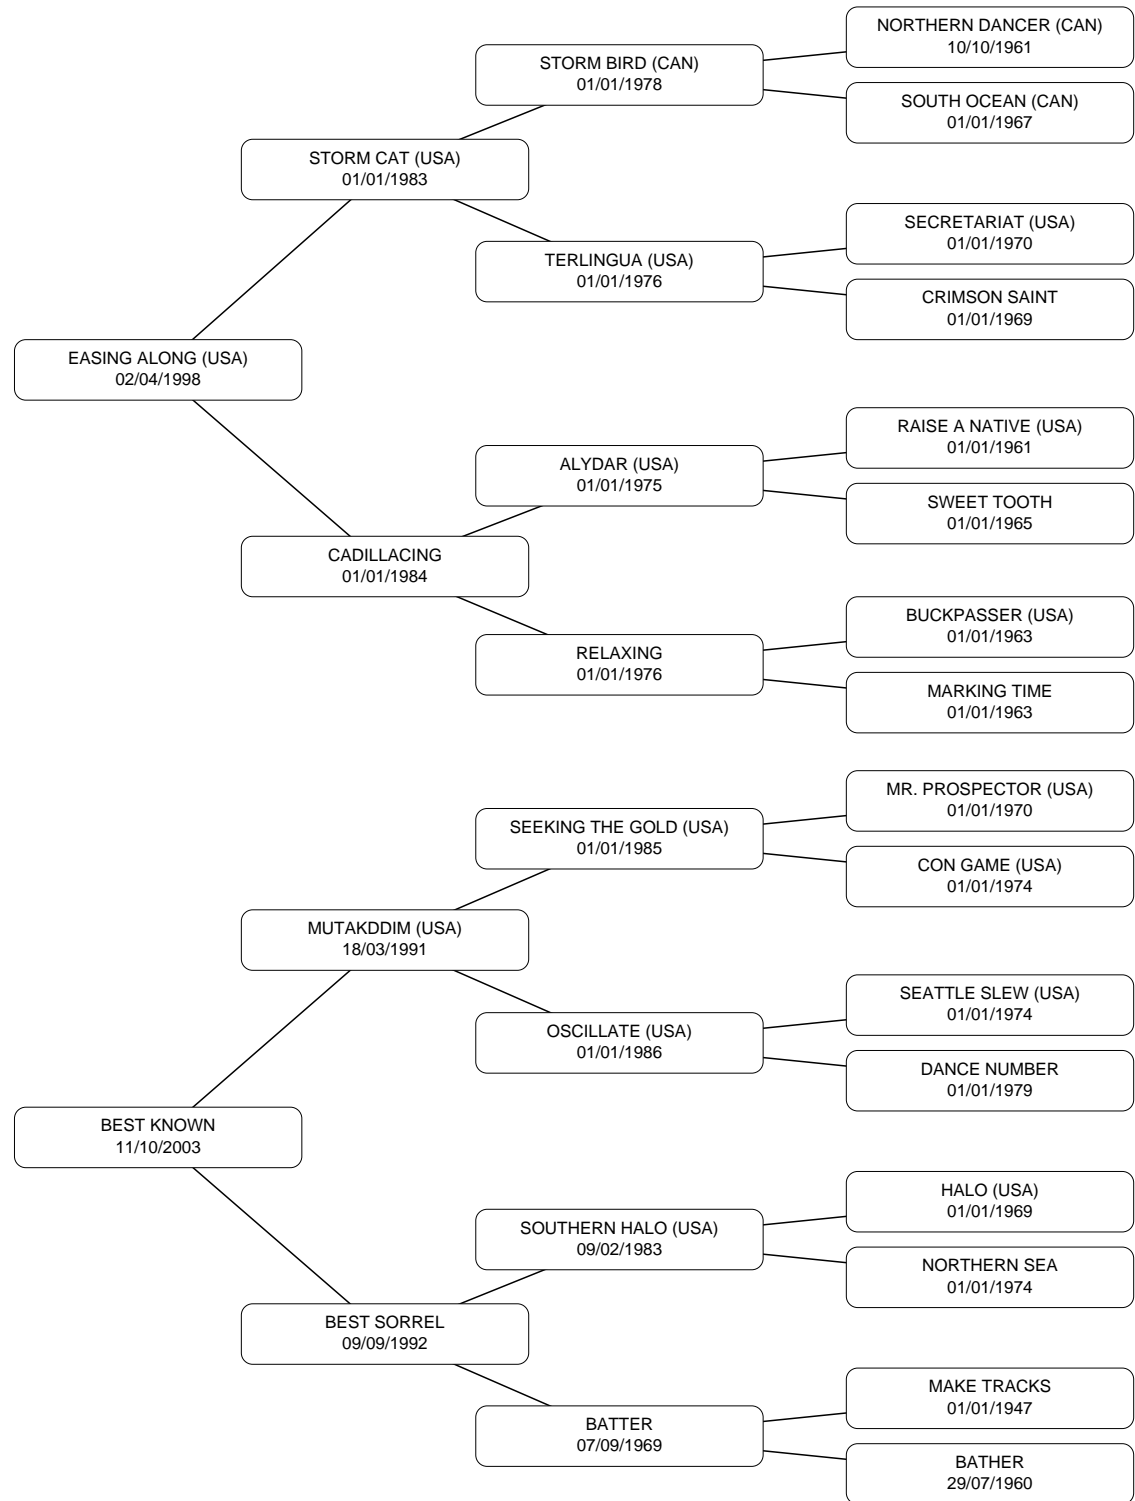 NORTHERN DANCER (CAN)
10/10/1961
STORM BIRD (CAN)
01/01/1978
SOUTH OCEAN (CAN)
01/01/1967
STORM CAT (USA)
01/01/1983
SECRETARIAT (USA)
01/01/1970
TERLINGUA (USA)
01/01/1976
CRIMSON SAINT
01/01/1969
EASING ALONG (USA)
02/04/1998
RAISE A NATIVE (USA)
01/01/1961
ALYDAR (USA)
01/01/1975
SWEET TOOTH
01/01/1965
CADILLACING
01/01/1984
BUCKPASSER (USA)
01/01/1963
RELAXING
01/01/1976
MARKING TIME
01/01/1963
MR. PROSPECTOR (USA)
01/01/1970
SEEKING THE GOLD (USA)
01/01/1985
CON GAME (USA)
01/01/1974
MUTAKDDIM (USA)
18/03/1991
SEATTLE SLEW (USA)
01/01/1974
OSCILLATE (USA)
01/01/1986
DANCE NUMBER
01/01/1979
BEST KNOWN
11/10/2003
HALO (USA)
01/01/1969
SOUTHERN HALO (USA)
09/02/1983
NORTHERN SEA
01/01/1974
BEST SORREL
09/09/1992
MAKE TRACKS
01/01/1947
BATTER
07/09/1969
BATHER
29/07/1960